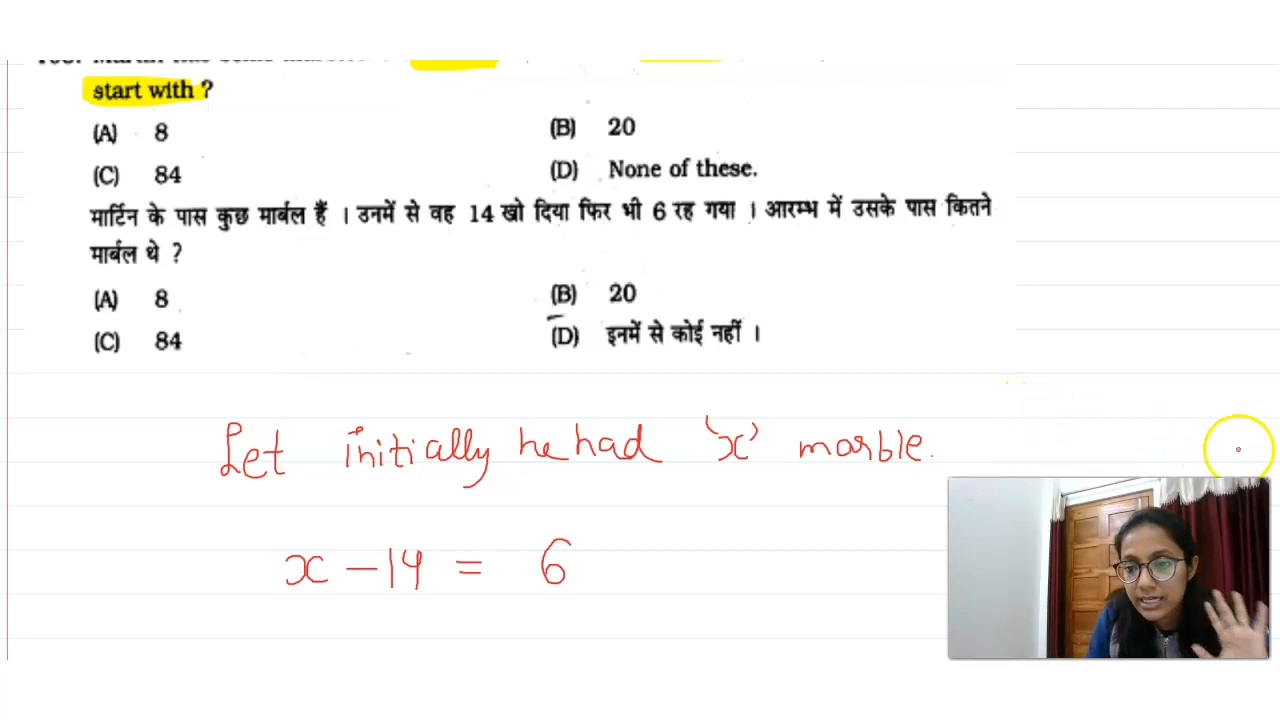 start with ?
(A) 8 (B) 20
(C) 84 (D) None of these.
मार्टिन के पास कुछ मार्बल हैं । उनमें से वह 14 खो दिया फिर भी 6 रह गया । आरम्भ में उसके पास कितने
मार्बल थे ?
(A) 8 (B) 20
(C) 84 (D) इनमें से कोई नहीं ।
Let initially he had 'x' marble.
x - 14 = 6